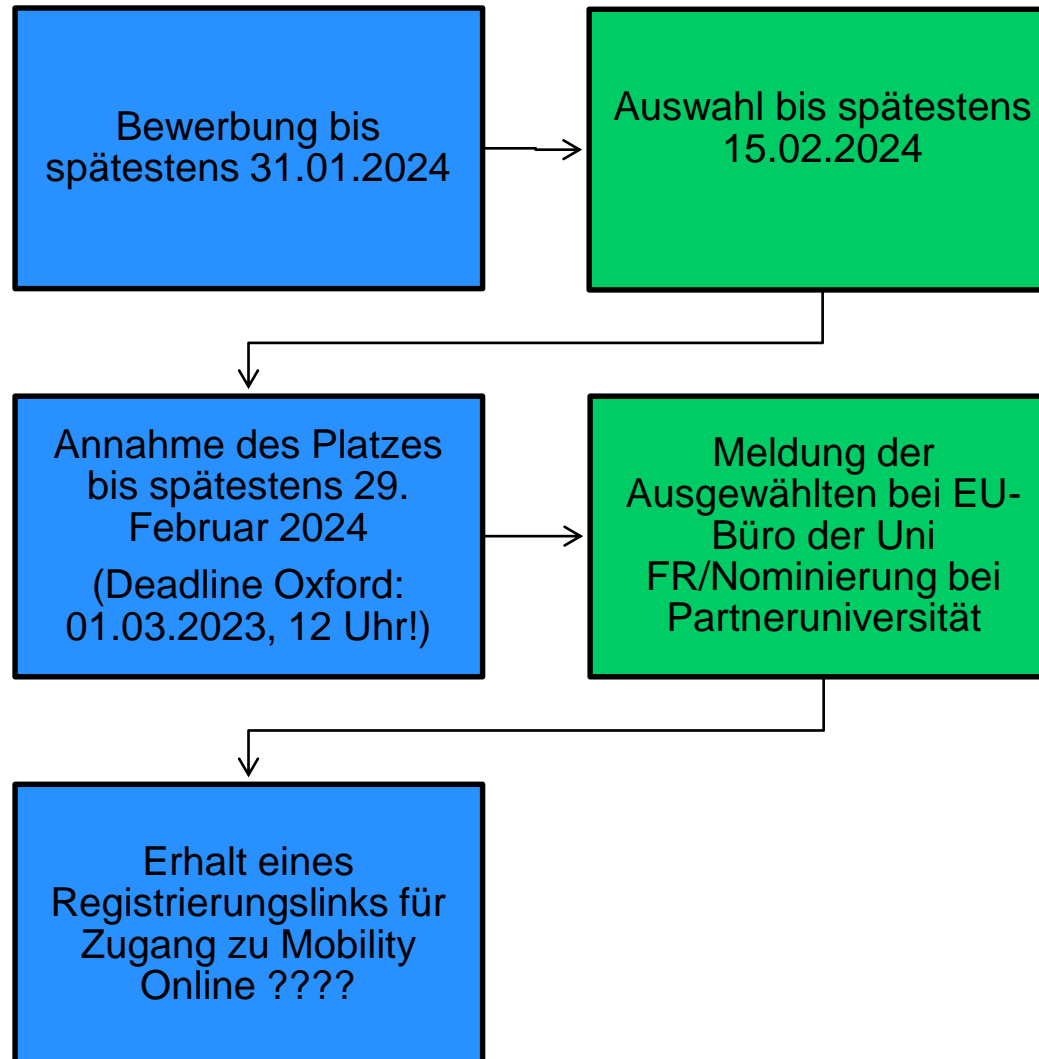 Bewerbung bis
spätestens 31.01.2024
Auswahl bis spätestens
15.02.2024
Annahme des Platzes
bis spätestens 29.
Februar 2024
(Deadline Oxford:
01.03.2023, 12 Uhr!)
Meldung der
Ausgewählten bei EU-
Büro der Uni
FR/Nominierung bei
Partneruniversität
Erhalt eines
Registrierungslinks für
Zugang zu Mobility
Online ????